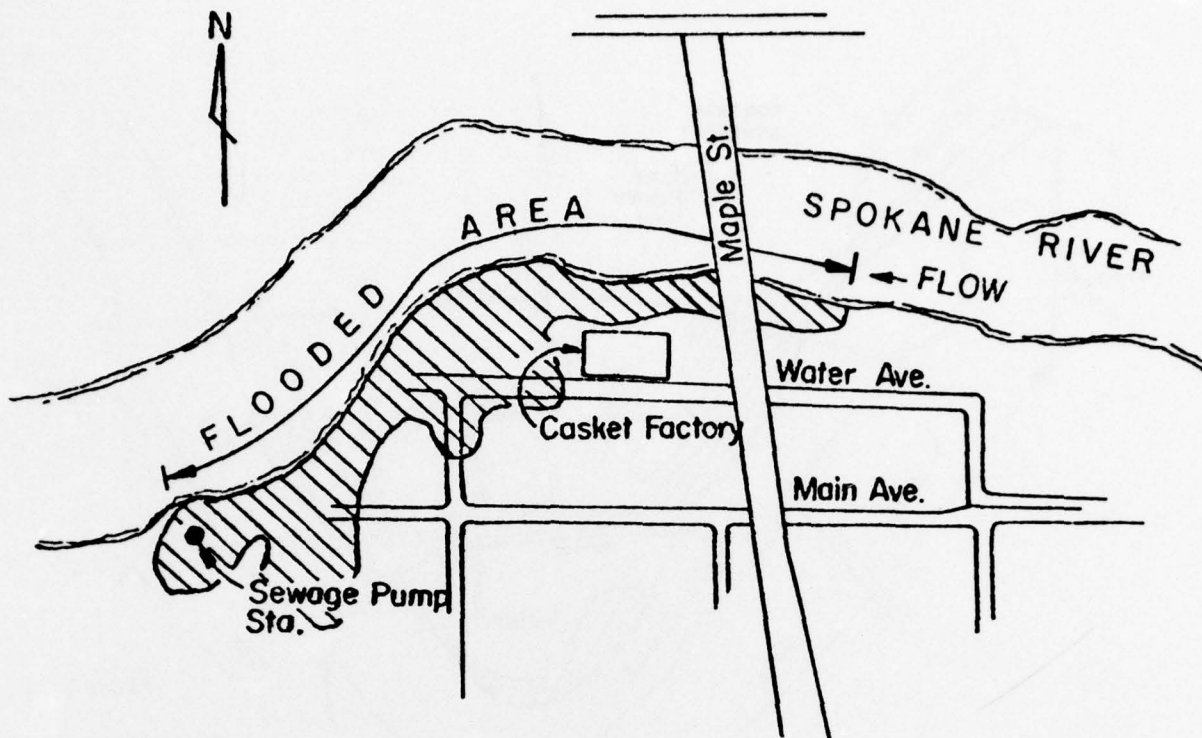 N
FLOODED AREA
Maple St.
SPOKANE RIVER
FLOW
Water Ave.
Casket Factory
Main Ave.
Sewage Pump
Sta.